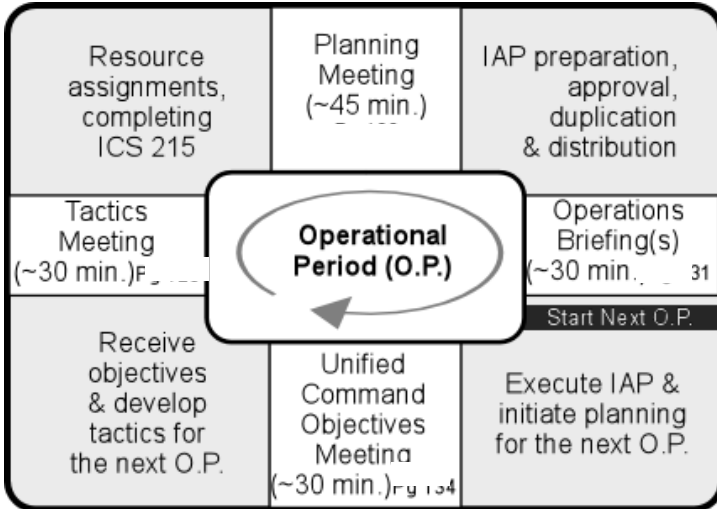 Resource
assignments,
completing
ICS 215
Planning
Meeting
(~45 min.)
IAP preparation,
approval,
duplication
& distribution
Tactics
Meeting
(~30 min.)
Operational
Period (O.P.)
Operations
Briefing(s)
(~30 min. 31
Start Next O.P.
Receive
objectives
& develop
tactics for
the next O.P.
Unified
Command
Objectives
Meeting
(~30 min.)
Execute IAP &
initiate planning
for the next O.P.